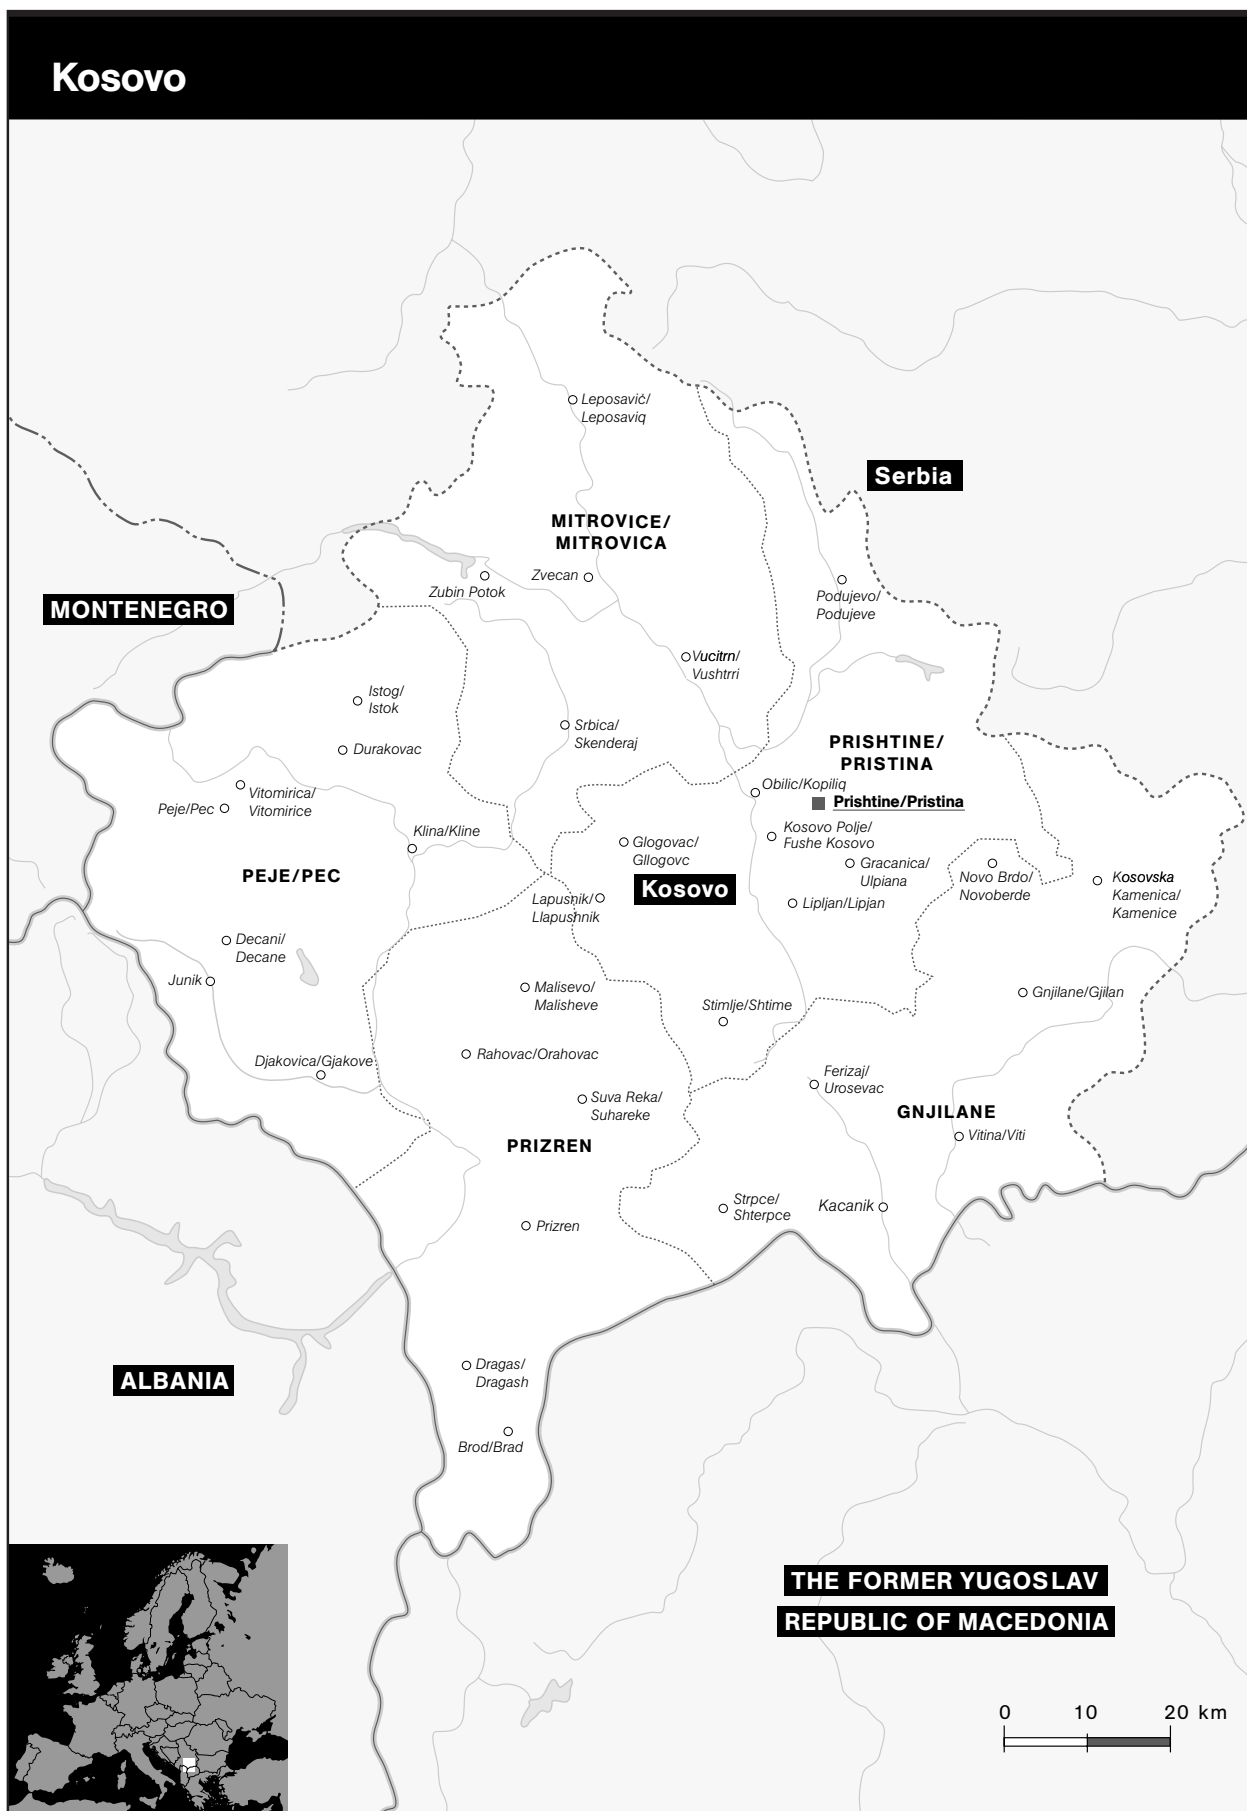 Kosovo
Leposavić/
Leposaviq
Serbia
MITROVICE/
MITROVICA
Zvecan
Zubin Potok
Podujevo/
Podujeve
MONTENEGRO
Vucitrn/
Vushtrri
Istog/
Istok
Srbica/
Skenderaj
Durakovac
PRISHTINE/
PRISTINA
Obilic/Kopiliq
Vitomirica/
Vitomirice
Peje/Pec
Prishtine/Pristina
Klina/Kline
Kosovo Polje/
Fushe Kosovo
Glogovac/
Gllogovc
Gracanica/
Ulpiana
Novo Brdo/
Novoberde
Kosovska
Kamenica/
Kamenice
PEJE/PEC
Kosovo
Lapusnik/
Llapushnik
Lipljan/Lipjan
Decani/
Decane
Junik
Malisevo/
Malisheve
Gnjilane/Gjilan
Stimlje/Shtime
Rahovac/Orahovac
Djakovica/Gjakove
Ferizaj/
Urosevac
Suva Reka/
Suhareke
GNJILANE
Vitina/Viti
PRIZREN
Strpce/
Shterpce
Kacanik
Prizren
Dragas/
Dragash
ALBANIA
Brod/Brad
THE FORMER YUGOSLAV
REPUBLIC OF MACEDONIA
0 10 20 km